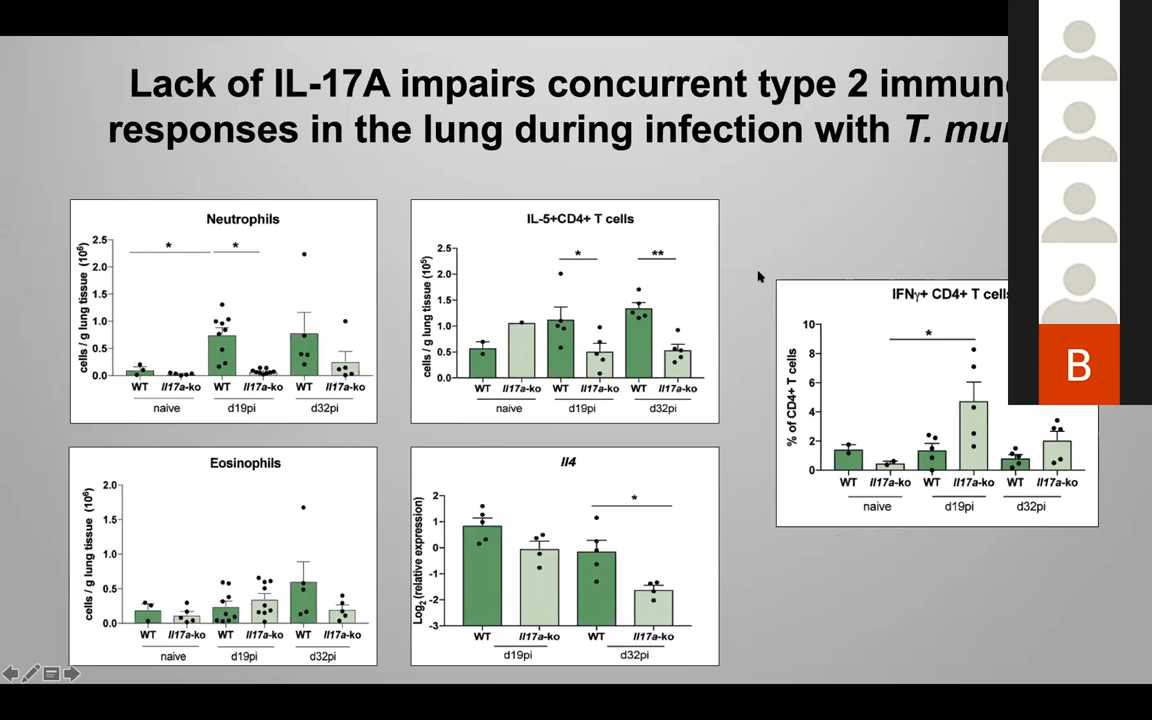 Lack of IL-17A impairs concurrent type 2
responses in the lung during infection with T.
Neutrophils
cells / g lung tissue (10⁶)
2.5
2.0
1.5
1.0
0.5
0.0
*
*
WT Il17a-ko WT Il17a-ko WT Il17a-ko
naive d19pi d32pi
IL-5+CD4+ T cells
cells / g lung tissue (10⁵)
2.5
2.0
1.5
1.0
0.5
0.0
*
**
WT Il17a-ko WT Il17a-ko WT Il17a-ko
naive d19pi d32pi
IFNγ+ CD4+ T cells
% of CD4+ T cells
10
8
6
4
2
0
*
WT Il17a-ko WT Il17a-ko WT Il17a-ko
naive d19pi d32pi
B
Eosinophils
cells / g lung tissue (10⁶)
2.0
1.5
1.0
0.5
0.0
WT Il17a-ko WT Il17a-ko WT Il17a-ko
naive d19pi d32pi
Il4
Log₂ (relative expression)
2
1
0
-1
-2
-3
*
WT Il17a-ko WT Il17a-ko
d19pi d32pi